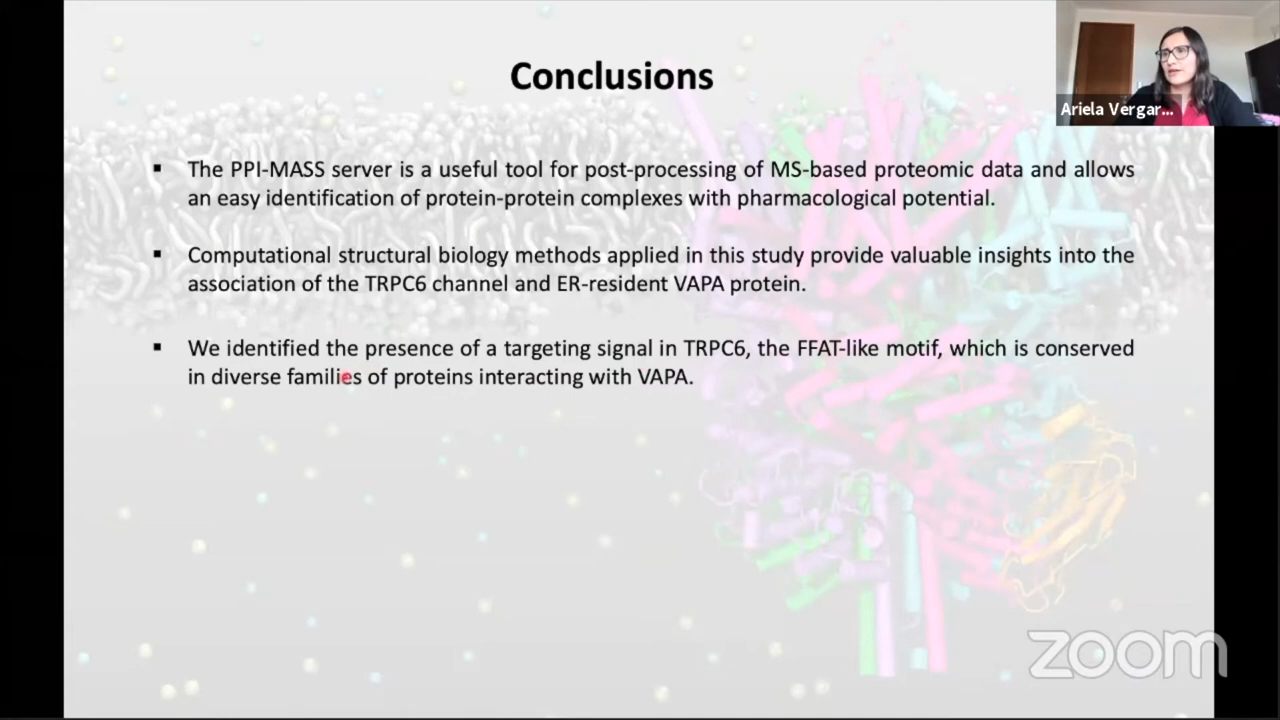 Conclusions
Ariela Vergar...
▪ The PPI-MASS server is a useful tool for post-processing of MS-based proteomic data and allows
an easy identification of protein-protein complexes with pharmacological potential.
▪ Computational structural biology methods applied in this study provide valuable insights into the
association of the TRPC6 channel and ER-resident VAPA protein.
▪ We identified the presence of a targeting signal in TRPC6, the FFAT-like motif, which is conserved
in diverse families of proteins interacting with VAPA.
zoom